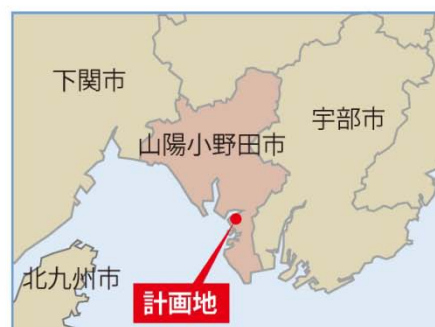 下関市
宇部市
山陽小野田市
北九州市
計画地